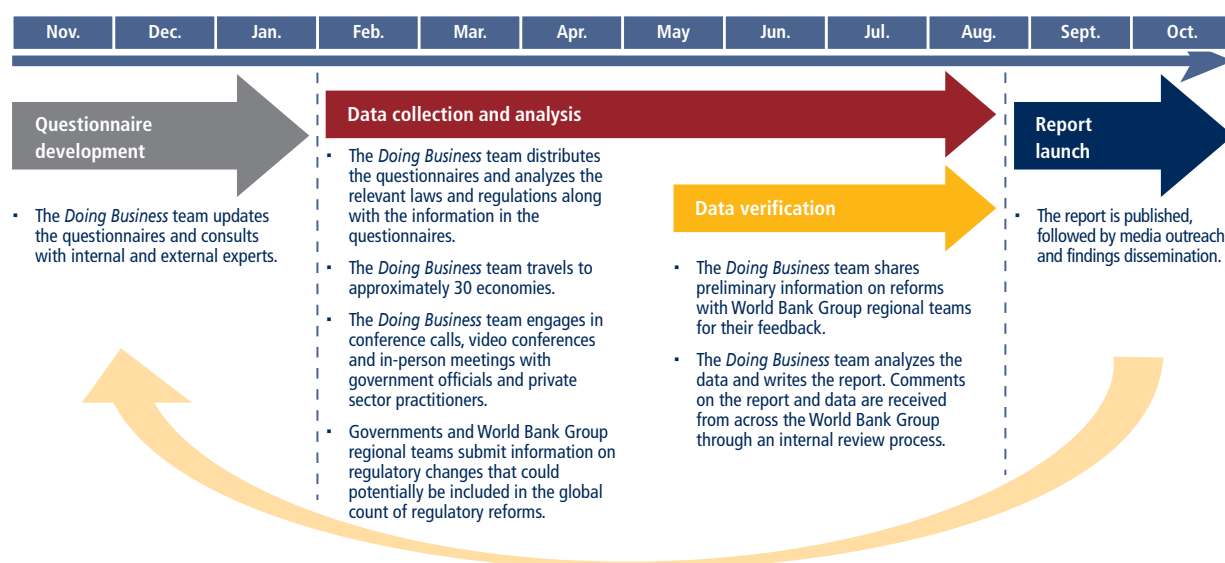 Nov. Dec. Jan. Feb. Mar. Apr. May Jun. Jul. Aug. Sept. Oct.
Questionnaire
development
▪ The Doing Business team updates
the questionnaires and consults
with internal and external experts.
Data collection and analysis
▪ The Doing Business team distributes
the questionnaires and analyzes the
relevant laws and regulations along
with the information in the
questionnaires.
▪ The Doing Business team travels to
approximately 30 economies.
▪ The Doing Business team engages in
conference calls, video conferences
and in-person meetings with
government officials and private
sector practitioners.
▪ Governments and World Bank Group
regional teams submit information on
regulatory changes that could
potentially be included in the global
count of regulatory reforms.
Data verification
▪ The Doing Business team shares
preliminary information on reforms
with World Bank Group regional teams
for their feedback.
▪ The Doing Business team analyzes the
data and writes the report. Comments
on the report and data are received
from across the World Bank Group
through an internal review process.
Report
launch
▪ The report is published,
followed by media outreach
and findings dissemination.